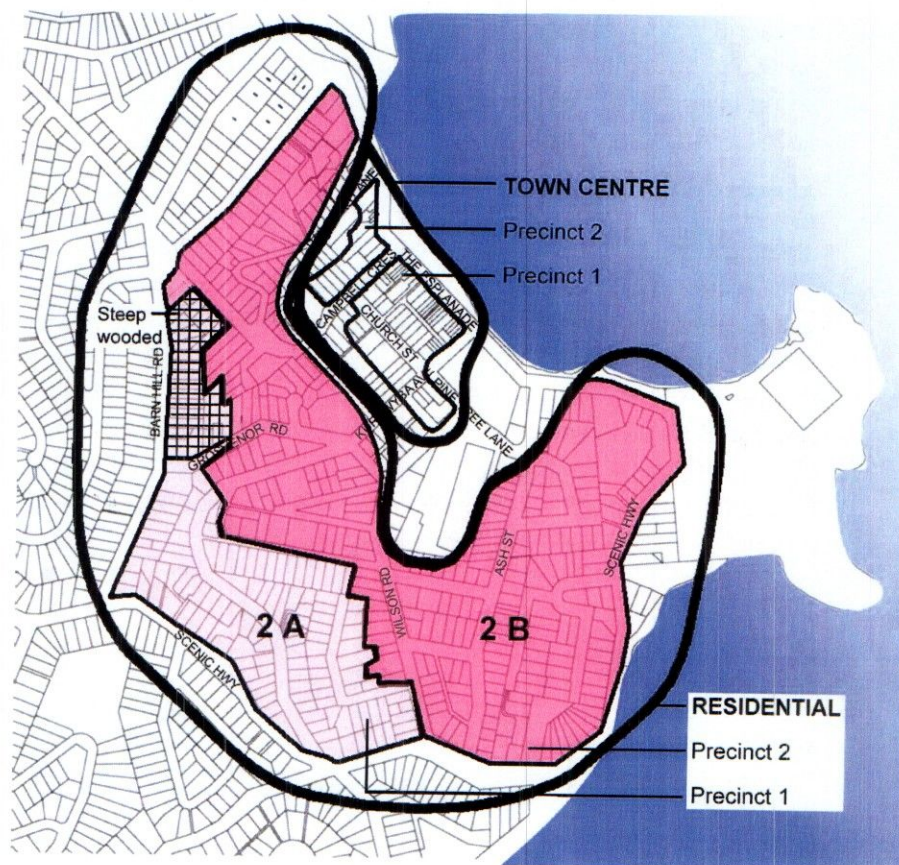 TOWN CENTRE
Precinct 2
Precinct 1
LANE
THE ESPLANADE
CAMPBELL CRES
CHURCH ST
PINE TREE LANE
Steep
wooded
BARN HILL RD
GROSVENOR RD
ASH ST
SCENIC HWY
WILSON RD
2 A
2 B
SCENIC HWY
RESIDENTIAL
Precinct 2
Precinct 1